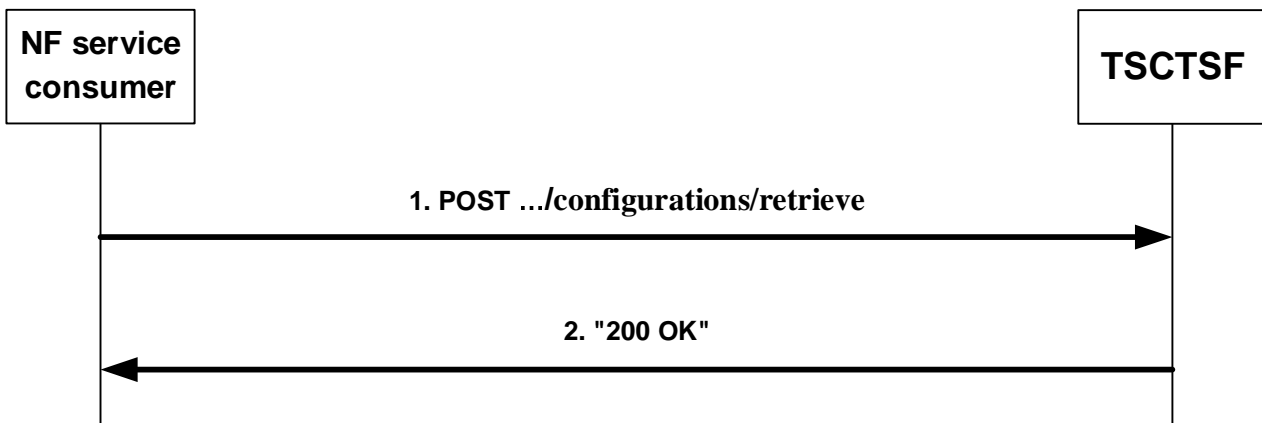 NF service
consumer
TSCTSF
1. POST …/configurations/retrieve
2. "200 OK"